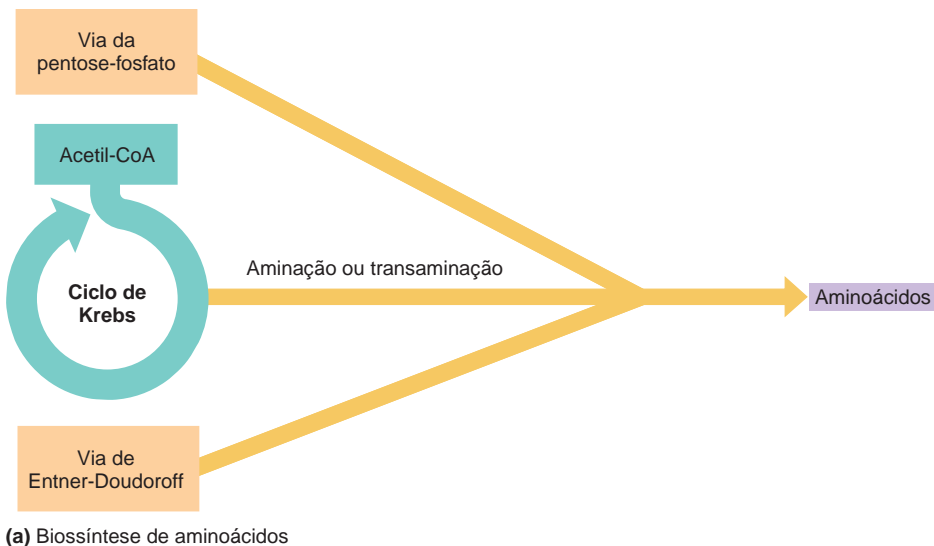 Via da
pentose-fosfato
Acetil-CoA
Ciclo de
Krebs
Aminação ou transaminação
Aminoácidos
Via de
Entner-Doudoroff
(a) Biossíntese de aminoácidos